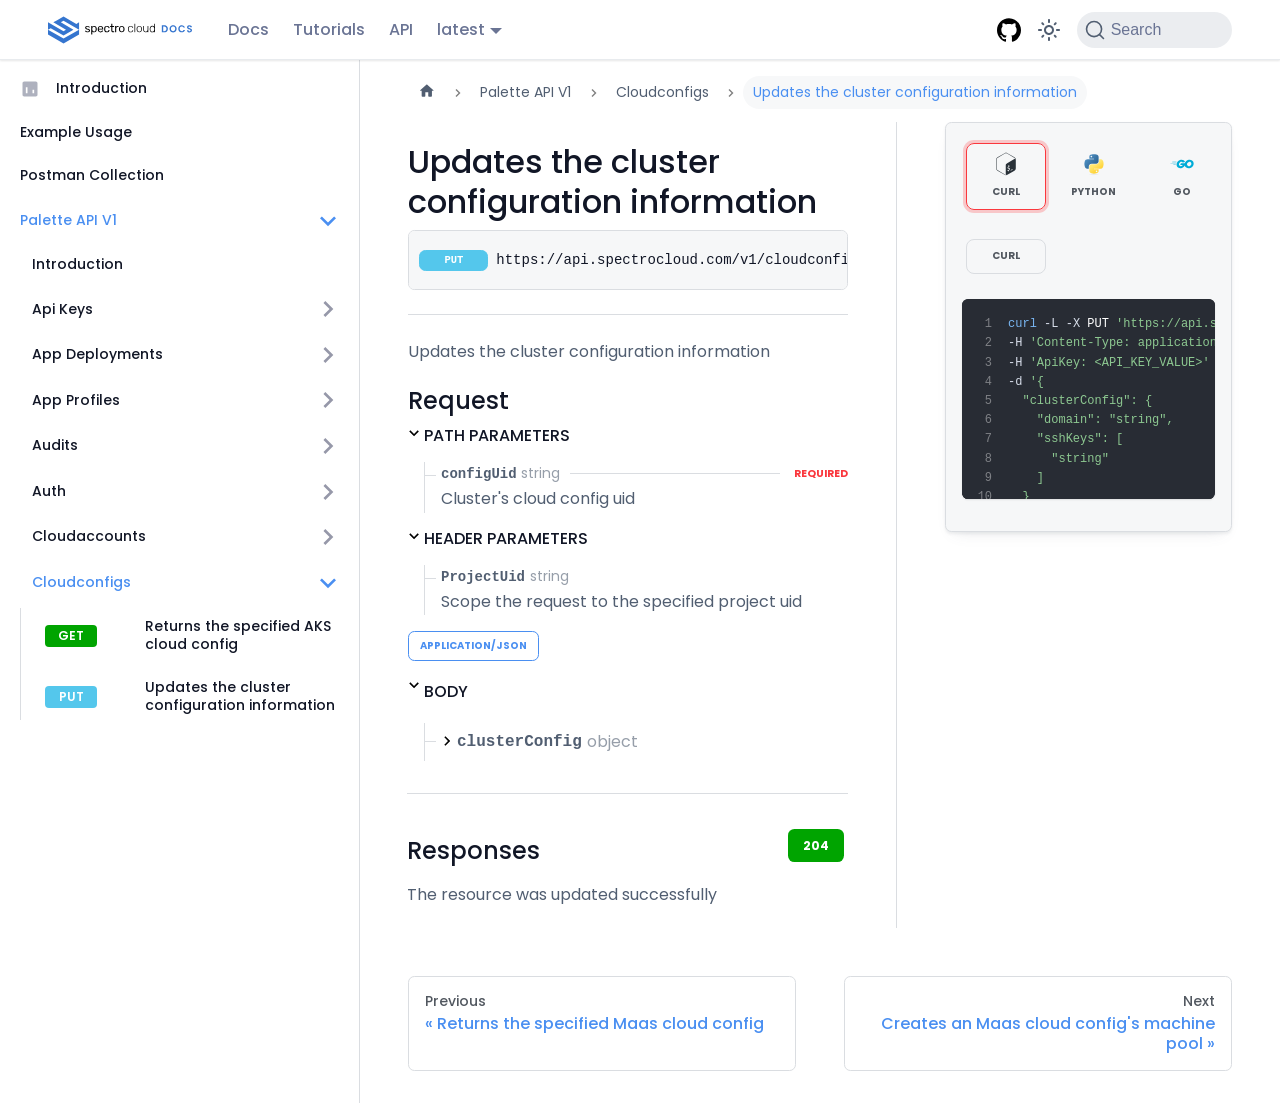 spectro cloud DOCS
Docs
Tutorials
API
latest
Search
Introduction
Example Usage
Postman Collection
Palette API V1
Introduction
Api Keys
App Deployments
App Profiles
Audits
Auth
Cloudaccounts
Cloudconfigs
GET
Returns the specified AKS
cloud config
PUT
Updates the cluster
configuration information
Palette API V1
Cloudconfigs
Updates the cluster configuration information
Updates the cluster
configuration information
PUT https://api.spectrocloud.com/v1/cloudconfi
Updates the cluster configuration information
Request
PATH PARAMETERS
configUid string REQUIRED
Cluster's cloud config uid
HEADER PARAMETERS
ProjectUid string
Scope the request to the specified project uid
APPLICATION/JSON
BODY
clusterConfig object
Responses
204
The resource was updated successfully
CURL
PYTHON
GO
CURL
1 curl -L -X PUT 'https://api.s
2 -H 'Content-Type: application
3 -H 'ApiKey: <API_KEY_VALUE>'
4 -d '{
5 "clusterConfig": {
6 "domain": "string",
7 "sshKeys": [
8 "string"
9 ]
10 }
Previous
« Returns the specified Maas cloud config
Next
Creates an Maas cloud config's machine
pool »